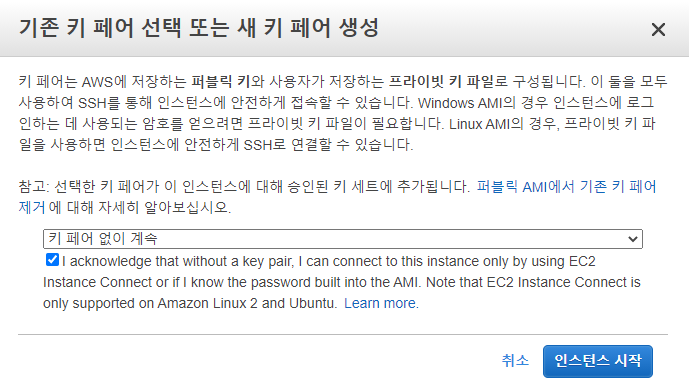 기존 키 페어 선택 또는 새 키 페어 생성
키 페어는 AWS에 저장하는 퍼블릭 키와 사용자가 저장하는 프라이빗 키 파일로 구성됩니다. 이 둘을 모두
사용하여 SSH를 통해 인스턴스에 안전하게 접속할 수 있습니다. Windows AMI의 경우 인스턴스에 로그
인하는 데 사용되는 암호를 얻으려면 프라이빗 키 파일이 필요합니다. Linux AMI의 경우, 프라이빗 키 파
일을 사용하면 인스턴스에 안전하게 SSH로 연결할 수 있습니다.
참고: 선택한 키 페어가 이 인스턴스에 대해 승인된 키 세트에 추가됩니다. 퍼블릭 AMI에서 기존 키 페어
제거에 대해 자세히 알아보십시오.
키 페어 없이 계속
I acknowledge that without a key pair, I can connect to this instance only by using EC2
Instance Connect or if I know the password built into the AMI. Note that EC2 Instance Connect is
only supported on Amazon Linux 2 and Ubuntu. Learn more.
취소 인스턴스 시작